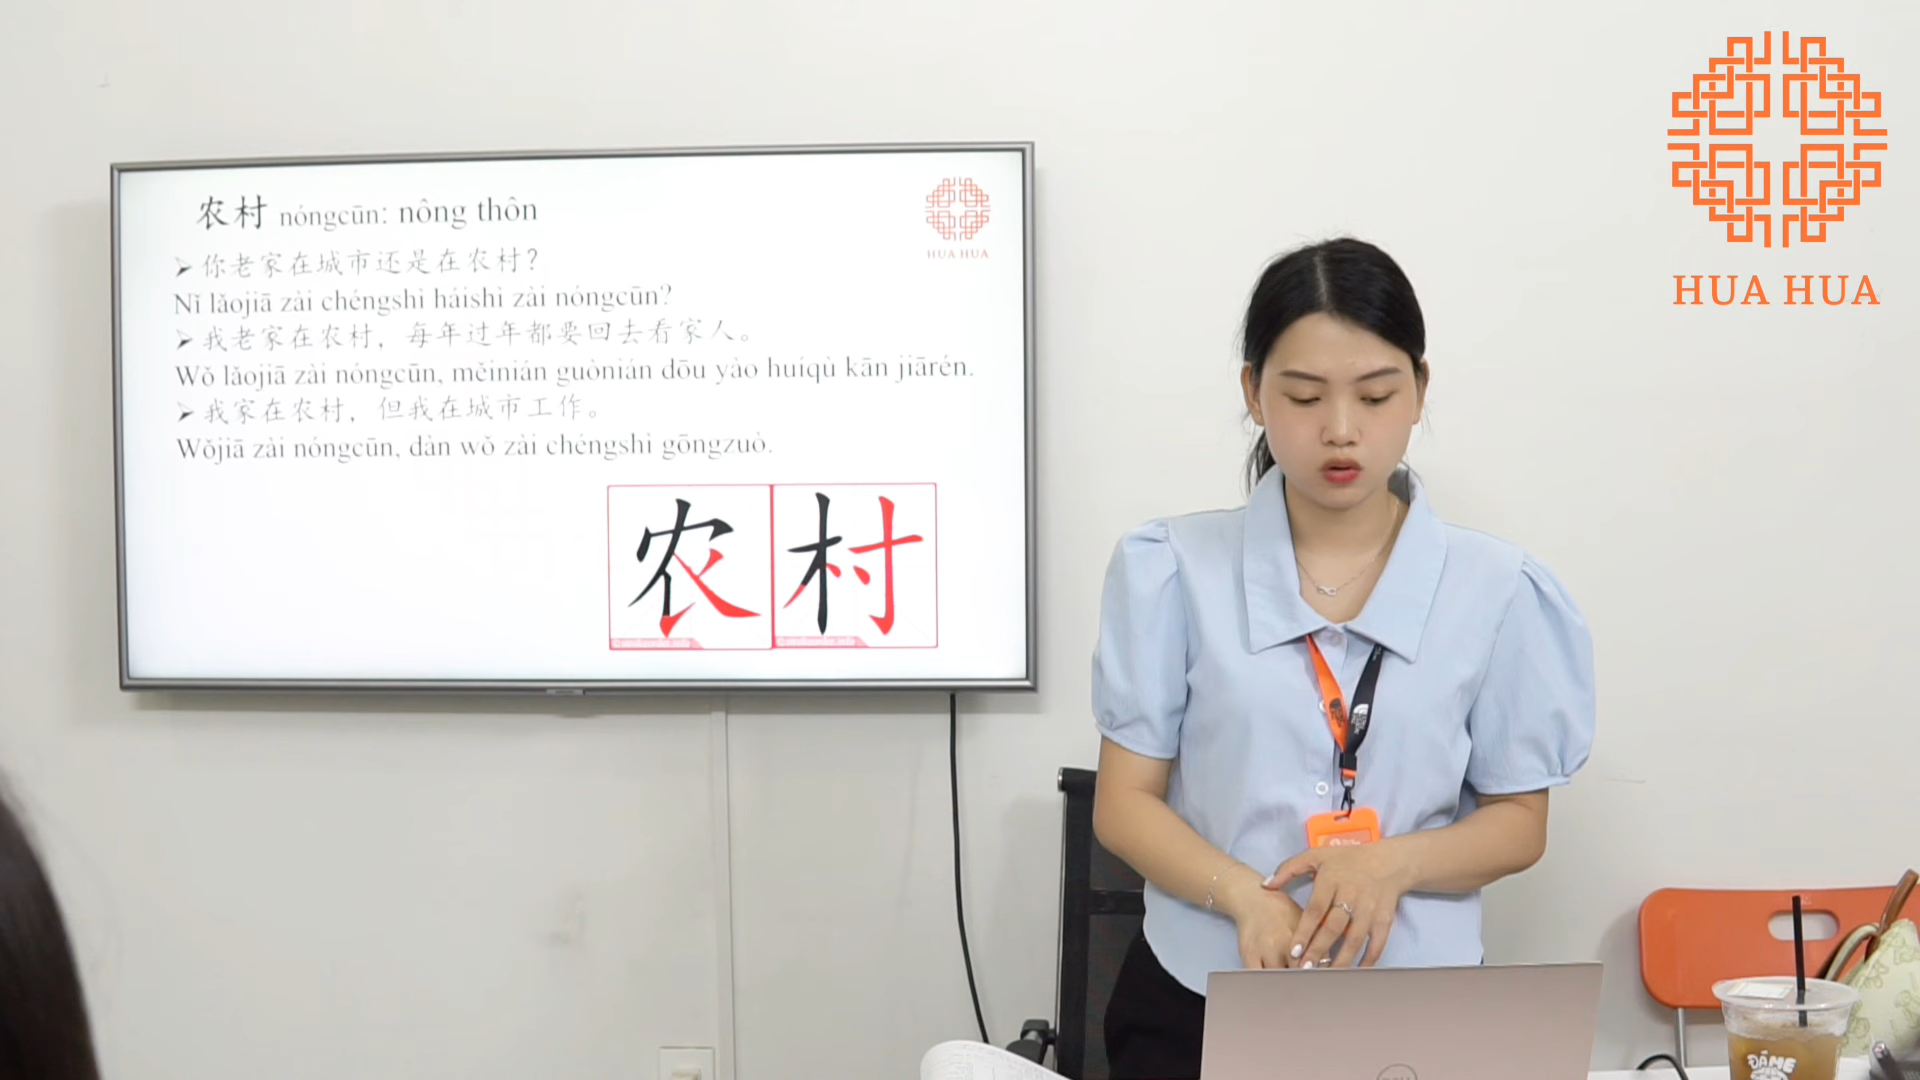 农村 nóngcūn: nông thôn
HUA HUA
➢ 你老家在城市还是在农村？
Nǐ lǎojiā zài chéngshì háishì zài nóngcūn?
➢ 我老家在农村，每年过年都要回去看家人。
Wǒ lǎojiā zài nóngcūn, měinián guònián dōu yào huíqù kān jiārén.
➢ 我家在农村，但我在城市工作。
Wǒjiā zài nóngcūn, dàn wǒ zài chéngshì gōngzuò.
农村
HUA HUA
DELL
ĐÁ ME